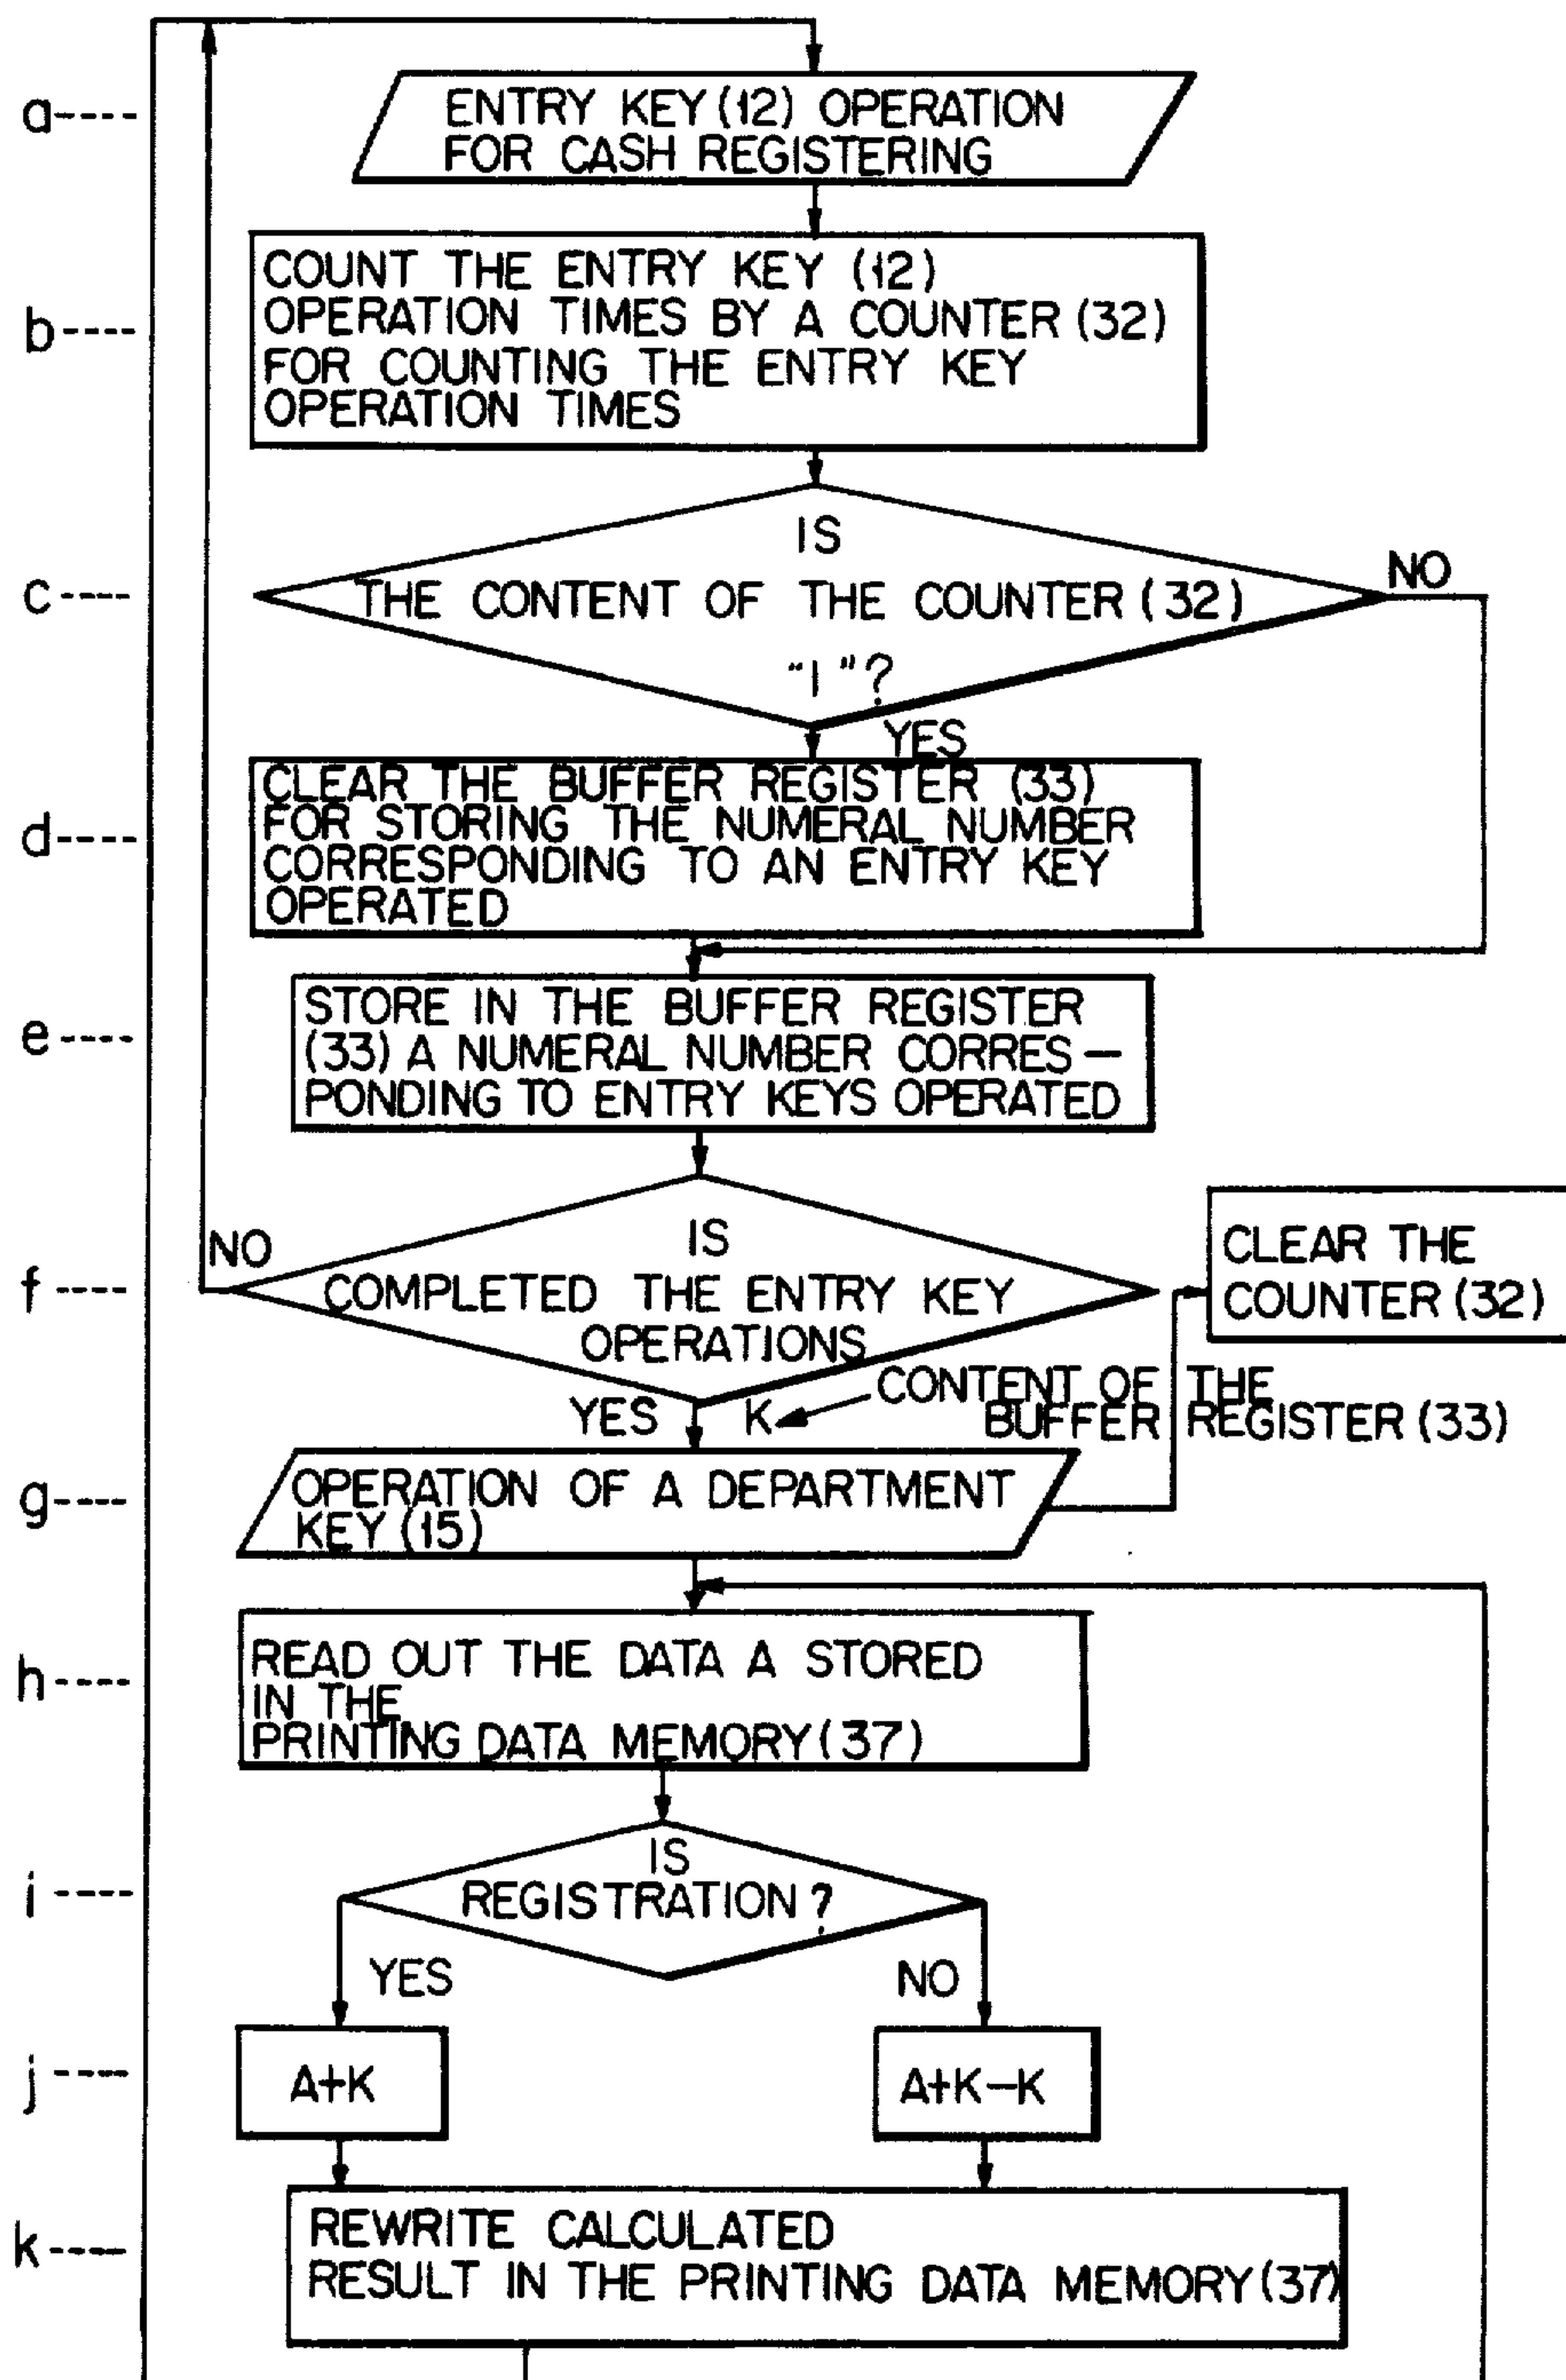 a----
ENTRY KEY (12) OPERATION
FOR CASH REGISTERING
b----
COUNT THE ENTRY KEY (12)
OPERATION TIMES BY A COUNTER (32)
FOR COUNTING THE ENTRY KEY
OPERATION TIMES
c----
IS
THE CONTENT OF THE COUNTER (32)
"1"?
NO
YES
d----
CLEAR THE BUFFER REGISTER (33)
FOR STORING THE NUMERAL NUMBER
CORRESPONDING TO AN ENTRY KEY
OPERATED
e----
STORE IN THE BUFFER REGISTER
(33) A NUMERAL NUMBER CORRES-
PONDING TO ENTRY KEYS OPERATED
f----
NO
IS
COMPLETED THE ENTRY KEY
OPERATIONS
CLEAR THE
COUNTER (32)
YES
K
CONTENT OF THE
BUFFER REGISTER (33)
g----
OPERATION OF A DEPARTMENT
KEY (15)
h----
READ OUT THE DATA A STORED
IN THE
PRINTING DATA MEMORY (37)
i----
IS
REGISTRATION?
YES
NO
j----
A+K
A+K-K
k----
REWRITE CALCULATED
RESULT IN THE PRINTING DATA MEMORY (37)